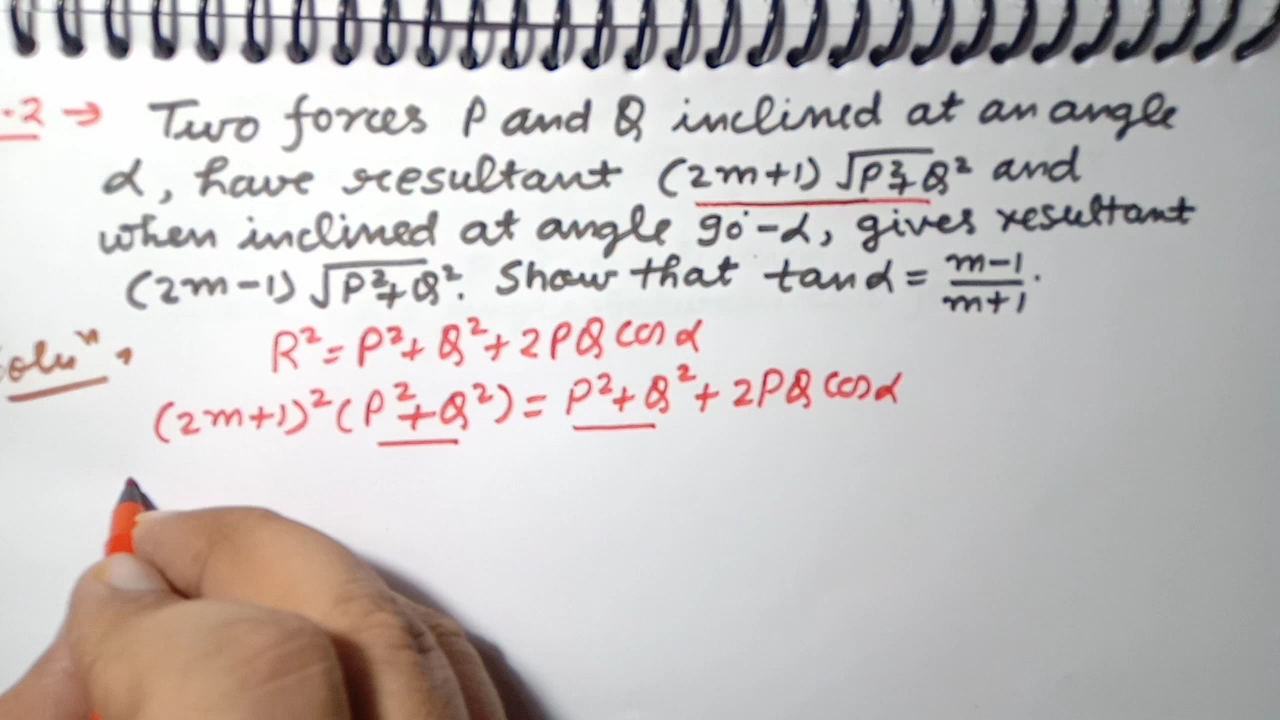 -2 → Two forces P and Q inclined at an angle
α, have resultant (2m+1) √P²+Q² and
when inclined at angle 90°-α, gives resultant
(2m-1) √P²+Q². Show that tan α = (m-1)/(m+1).
oluⁿ,
R² = P²+ Q²+ 2PQ cos α
(2m+1)² (P²+Q²) = P²+ Q²+ 2PQ cos α